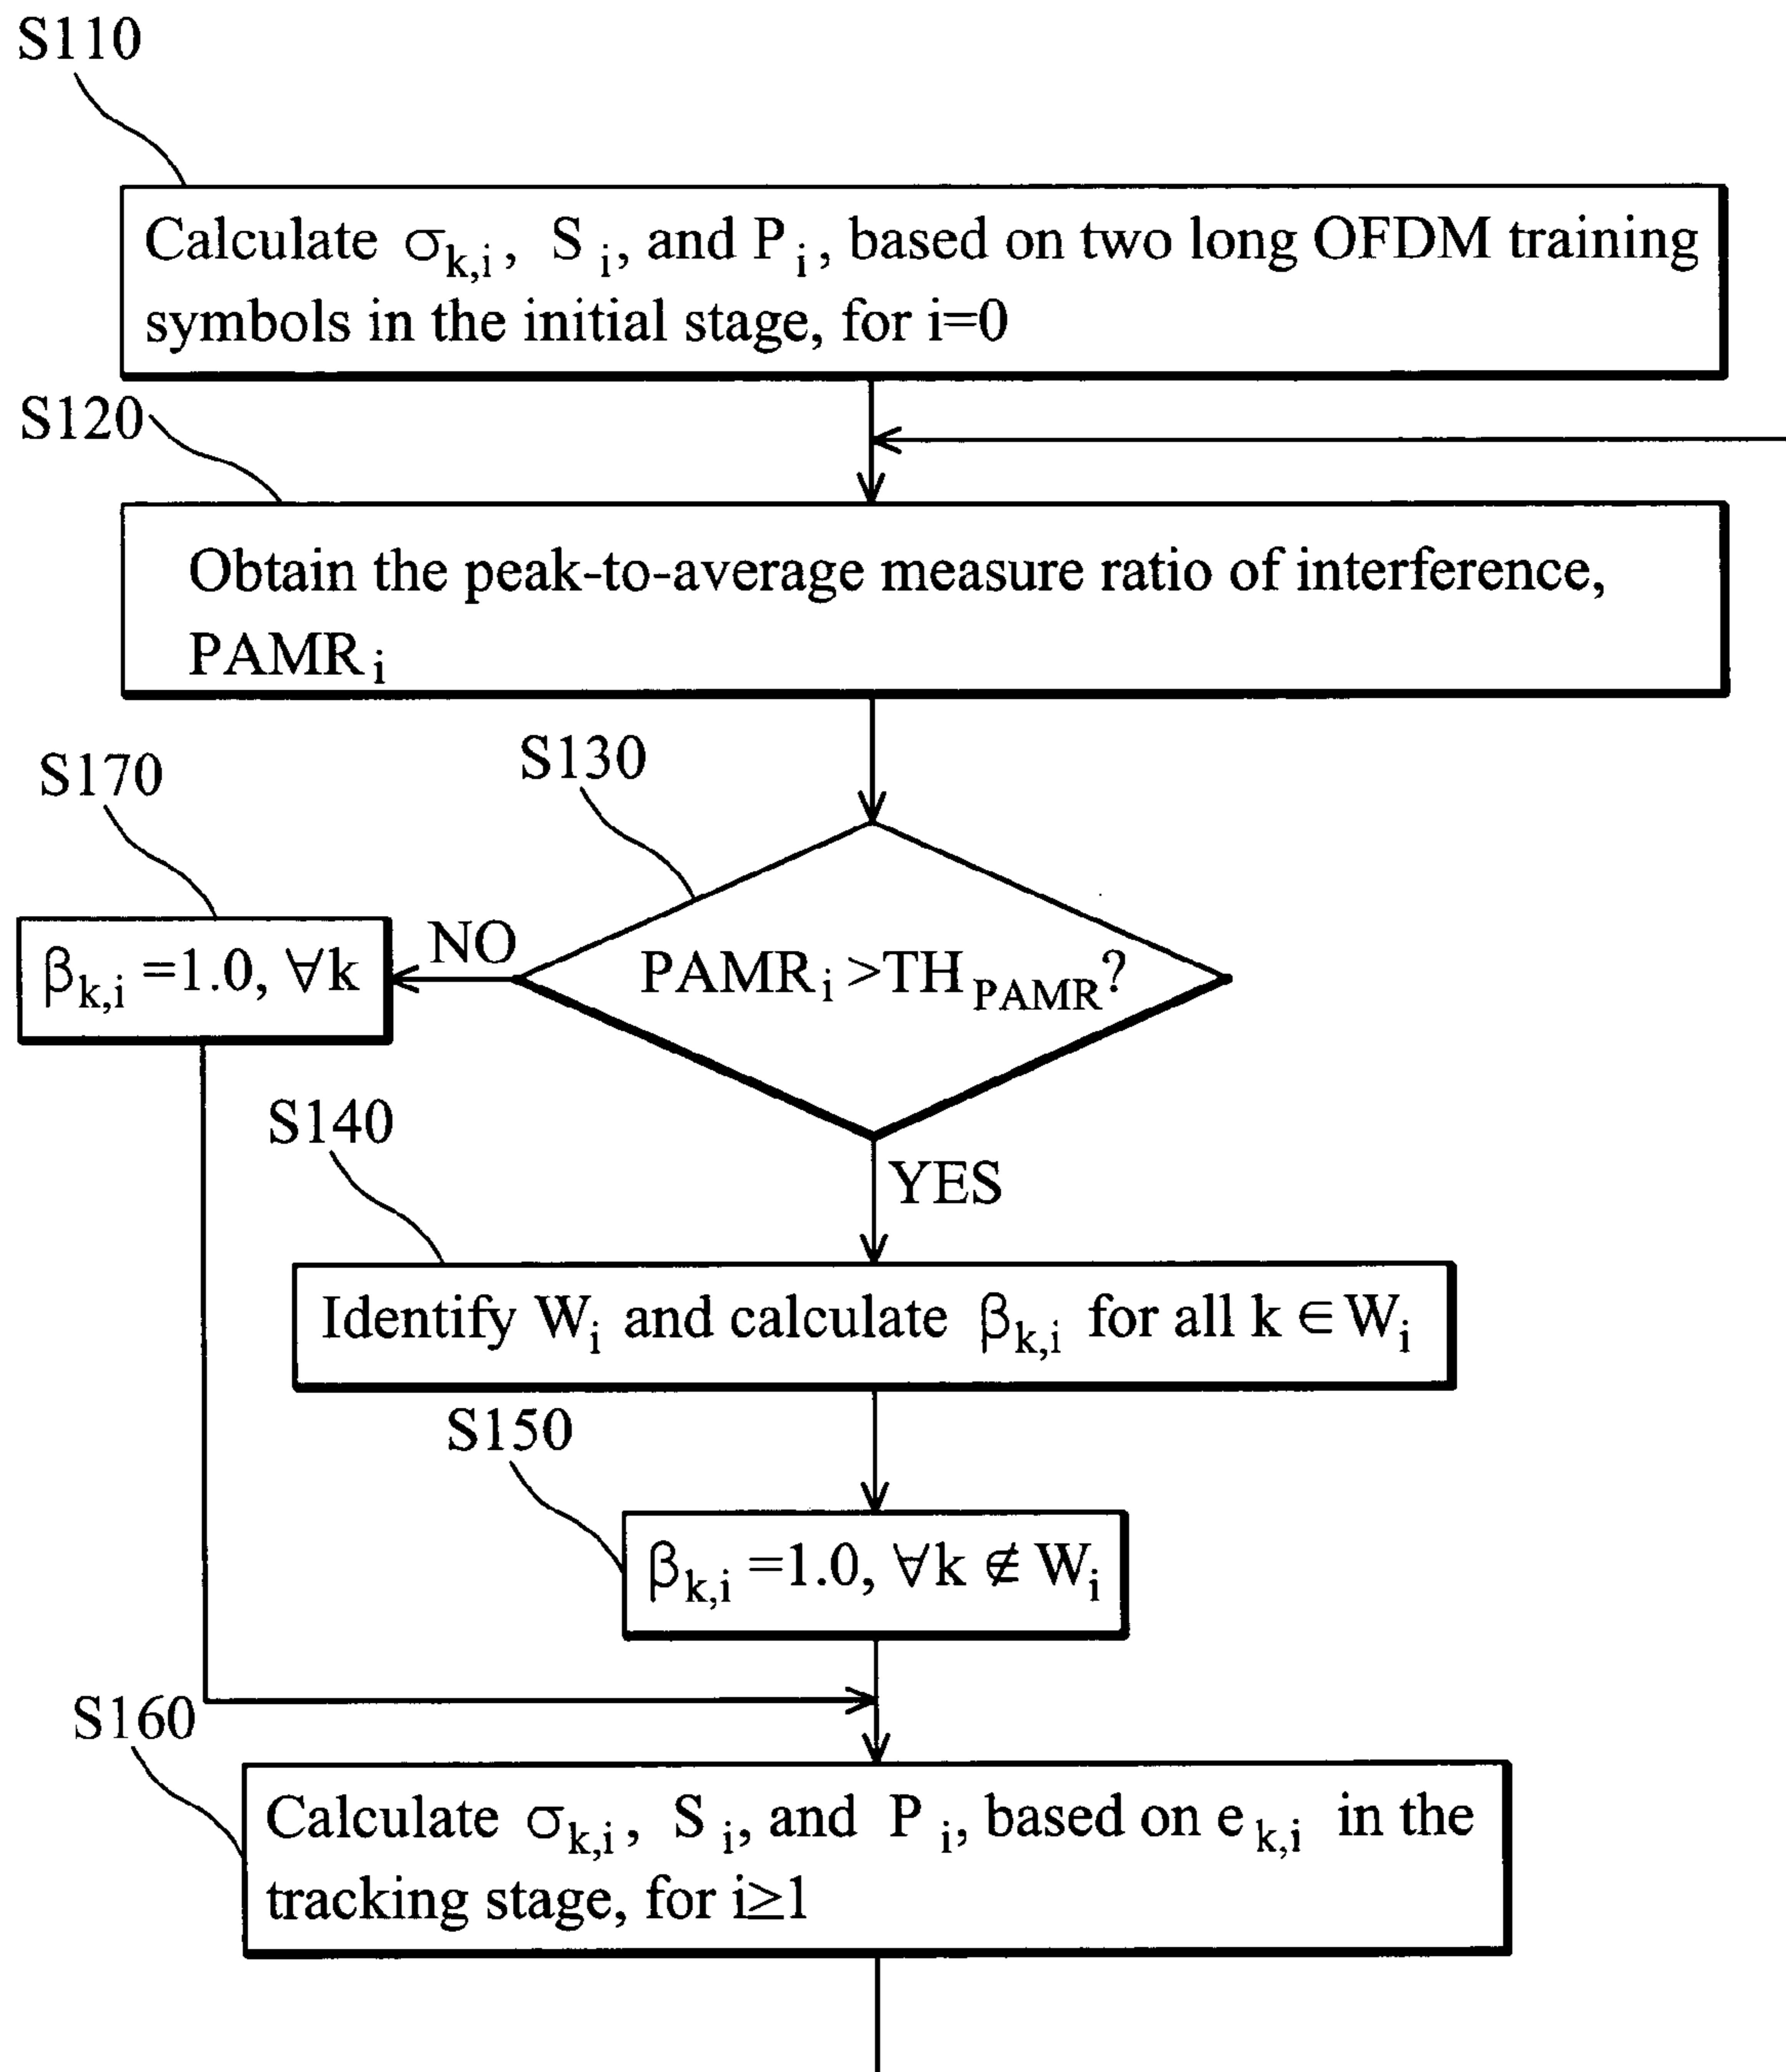 S110
Calculate σk,i, Si, and Pi, based on two long OFDM training
symbols in the initial stage, for i=0
S120
Obtain the peak-to-average measure ratio of interference,
PAMRi
S130
S170
PAMRi >THPAMR?
NO
βk,i =1.0, ∀k
YES
S140
Identify Wi and calculate βk,i for all k ∈ Wi
S150
βk,i =1.0, ∀k ∉ Wi
S160
Calculate σk,i, Si, and Pi, based on ek,i in the
tracking stage, for i≥1